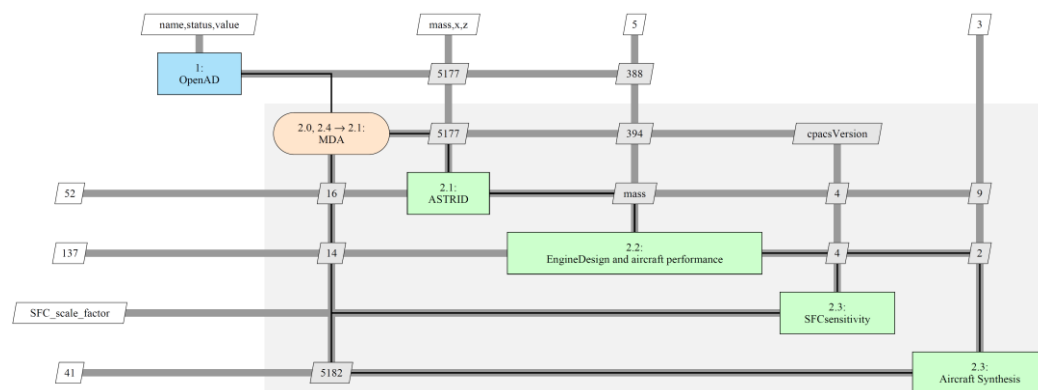 name,status,value
mass,x,z
5
3
1:
OpenAD
5177
388
2.0, 2.4 → 2.1:
MDA
5177
394
cpacsVersion
52
16
2.1:
ASTRID
mass
4
9
137
14
2.2:
EngineDesign and aircraft performance
4
2
SFC_scale_factor
2.3:
SFCsensitivity
41
5182
2.3:
Aircraft Synthesis